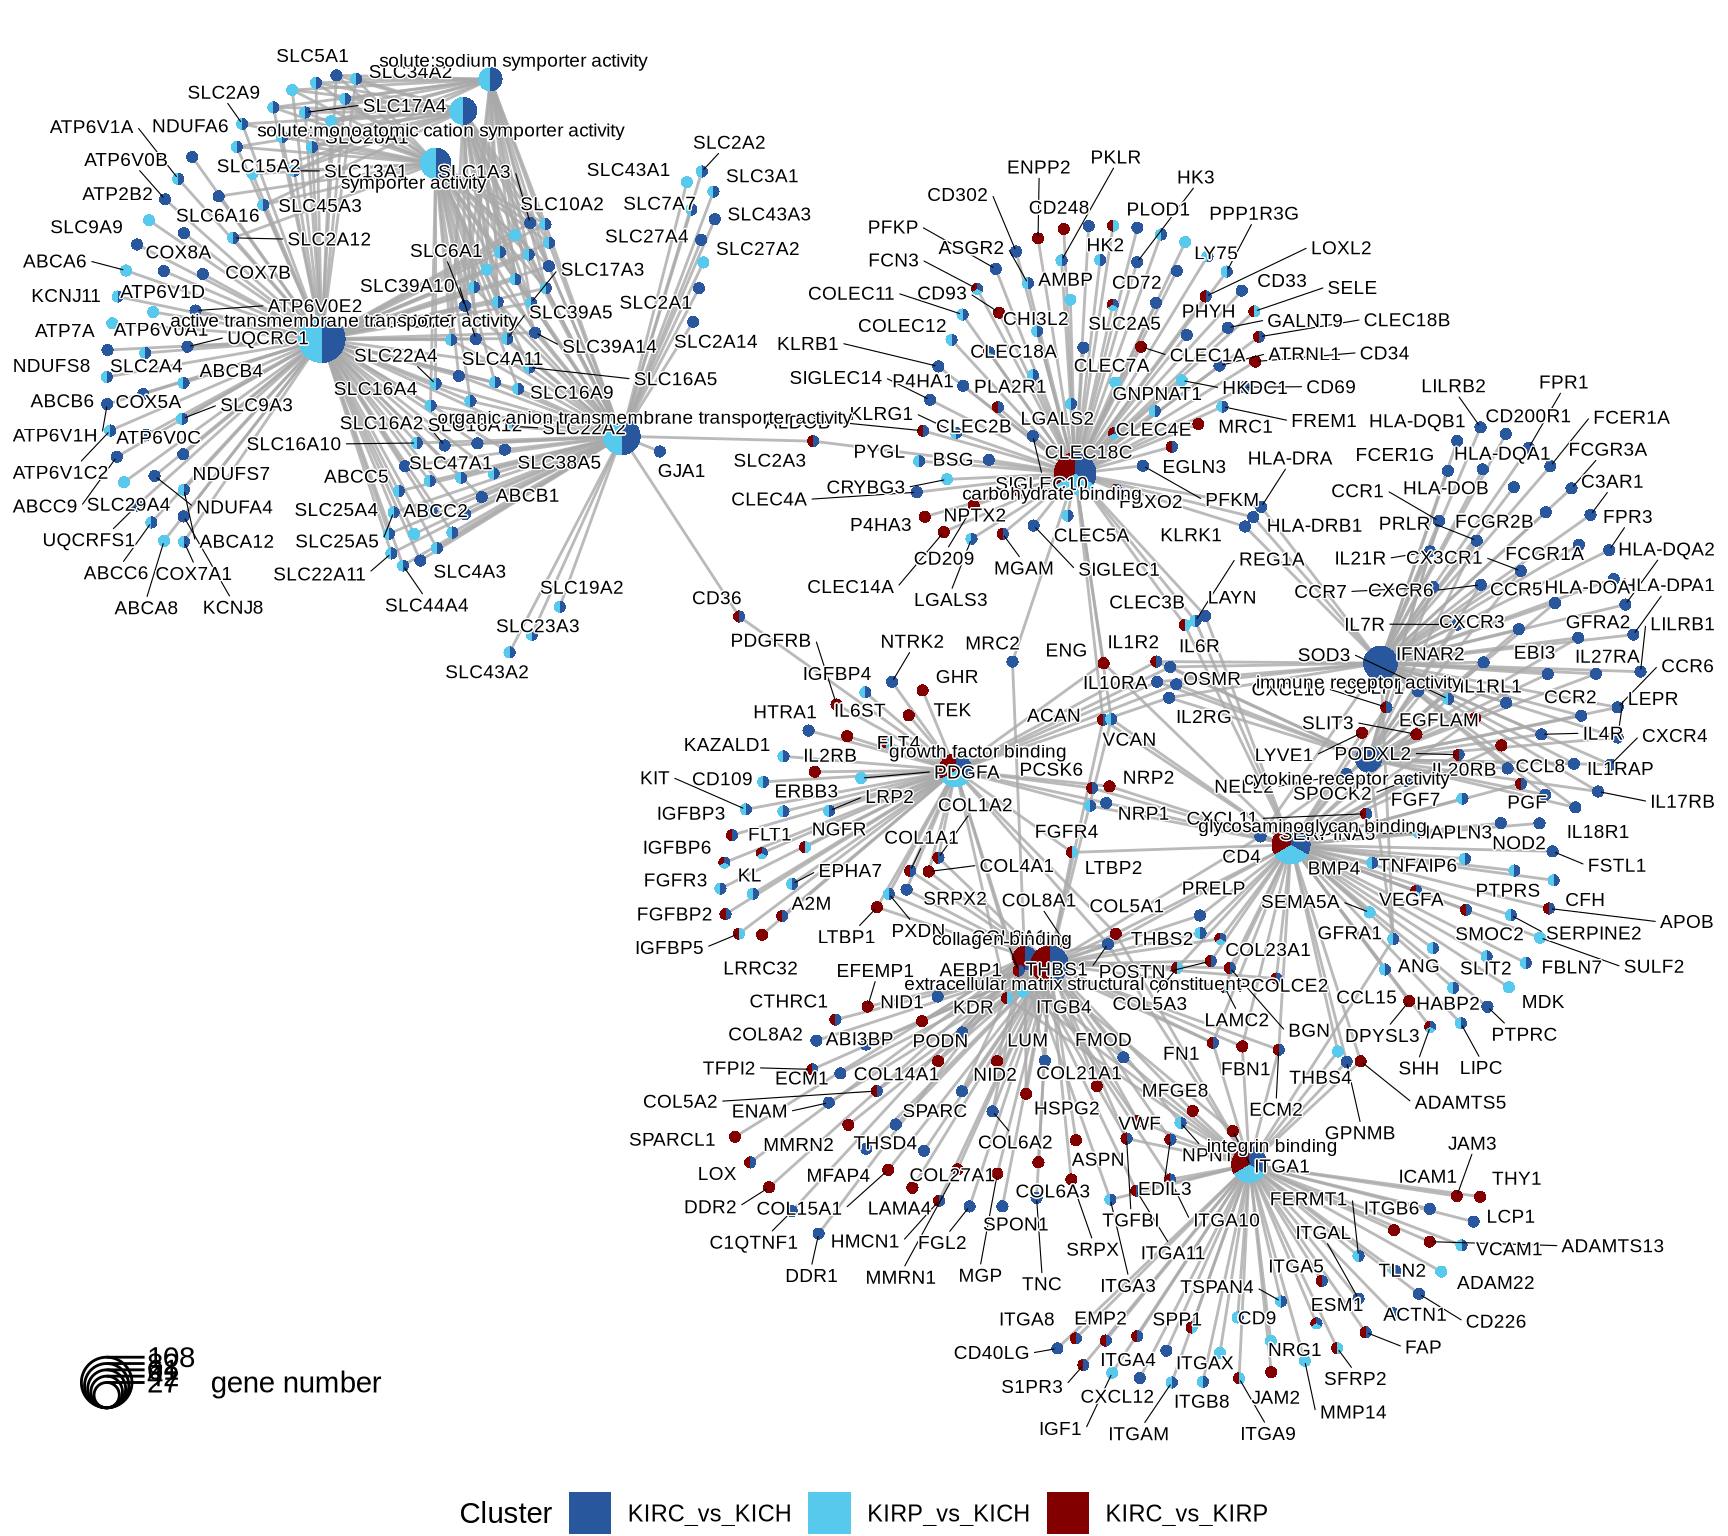 SLC5A1
solute:sodium symporter activity
SLC34A2
SLC2A9
SLC17A4
ATP6V1A
NDUFA6
solute:monoatomic cation symporter activity
SLC2A2
ATP6V0B
SLC15A2
SLC13A1
SLC1A3
SLC43A1
SLC3A1
ENPP2
PKLR
symporter activity
ATP2B2
SLC6A16
SLC45A3
SLC10A2
SLC7A7
SLC43A3
CD302
CD248
HK3
PLOD1
PPP1R3G
SLC9A9
SLC2A12
SLC27A4
SLC27A2
PFKP
ASGR2
HK2
LY75
LOXL2
COX8A
SLC6A1
ABCA6
COX7B
SLC17A3
FCN3
AMBP
CD72
CD33
SELE
KCNJ11
ATP6V1D
SLC39A10
COLEC11
CD93
ATP6V0E2
SLC39A5
SLC2A1
CHI3L2
SLC2A5
PHYH
GALNT9
CLEC18B
ATP7A
ATP6V0A1
active transmembrane transporter activity
COLEC12
UQCRC1
SLC39A14
SLC2A14
KLRB1
CLEC18A
CLEC7A
CLEC1A
ATRNL1
CD34
NDUFS8
SLC2A4
ABCB4
SLC22A4
SLC4A11
SLC16A5
SIGLEC14
P4HA1
PLA2R1
GNPNAT1
HKDC1
CD69
LILRB2
FPR1
ABCB6
COX5A
SLC9A3
SLC16A4
SLC16A9
KLRG1
CLEC2B
LGALS2
CLEC4E
MRC1
FREM1
HLA-DQB1
CD200R1
FCER1A
ATP6V1H
ATP6V0C
SLC16A2
organic anion transmembrane transporter activity
SLC22A2
SLC16A10
PYGL
BSG
CLEC18C
EGLN3
HLA-DRA
FCER1G
HLA-DQA1
FCGR3A
ATP6V1C2
NDUFS7
ABCC5
SLC47A1
SLC38A5
GJA1
SLC2A3
CRYBG3
SIGLEC10
carbohydrate binding
FBXO2
PFKM
CCR1
HLA-DOB
C3AR1
ABCC9
SLC29A4
NDUFA4
SLC25A4
ABCC2
ABCB1
CLEC4A
P4HA3
NPTX2
CLEC5A
KLRK1
HLA-DRB1
PRLR
FCGR2B
FPR3
UQCRFS1
ABCA12
SLC25A5
CD209
MGAM
SIGLEC1
REG1A
IL21R
CX3CR1
FCGR1A
HLA-DQA2
ABCC6
COX7A1
SLC22A11
SLC4A3
SLC19A2
CLEC14A
LGALS3
CLEC3B
LAYN
CCR7
CXCR6
CCR5
HLA-DOA
HLA-DPA1
ABCA8
KCNJ8
SLC44A4
SLC23A3
CD36
IL7R
CXCR3
GFRA2
LILRB1
SLC43A2
PDGFRB
NTRK2
MRC2
ENG
IL1R2
IL6R
SOD3
IFNAR2
EBI3
IL27RA
CCR6
IGFBP4
GHR
IL10RA
OSMR
immune receptor activity
IL1RL1
CCR2
LEPR
HTRA1
IL6ST
TEK
ACAN
IL2RG
SLIT3
EGFLAM
IL4R
CXCR4
KAZALD1
IL2RB
FLT4
growth factor binding
VCAN
LYVE1
PODXL2
KIT
CD109
PDGFA
PCSK6
NRP2
cytokine receptor activity
IL20RB
CCL8
IL1RAP
ERBB3
LRP2
SPOCK2
FGF7
PGF
IL17RB
IGFBP3
NGFR
COL1A2
NRP1
CXCL11
glycosaminoglycan binding
HAPLN3
IL18R1
IGFBP6
FLT1
COL1A1
FGFR4
SERPINA5
NOD2
FGFR3
KL
EPHA7
COL4A1
LTBP2
CD4
BMP4
TNFAIP6
FSTL1
FGFBP2
A2M
SRPX2
COL8A1
COL5A1
PRELP
SEMA5A
VEGFA
PTPRS
CFH
APOB
IGFBP5
LTBP1
PXDN
collagen binding
THBS2
COL23A1
GFRA1
SMOC2
SERPINE2
LRRC32
EFEMP1
AEBP1
THBS1
POSTN
ANG
SLIT2
FBLN7
SULF2
extracellular matrix structural constituent
PCOLCE2
CTHRC1
NID1
KDR
ITGB4
COL5A3
CCL15
HABP2
MDK
COL8A2
ABI3BP
PODN
LUM
FMOD
LAMC2
BGN
DPYSL3
PTPRC
TFPI2
ECM1
COL14A1
NID2
COL21A1
FN1
FBN1
THBS4
SHH
LIPC
COL5A2
ENAM
SPARC
HSPG2
MFGE8
ECM2
ADAMTS5
SPARCL1
MMRN2
THSD4
COL6A2
VWF
GPNMB
integrin binding
JAM3
LOX
MFAP4
COL27A1
ASPN
NPNT
ITGA1
ICAM1
THY1
DDR2
COL15A1
LAMA4
COL6A3
EDIL3
FERMT1
ITGB6
LCP1
C1QTNF1
HMCN1
FGL2
SPON1
TGFBI
ITGA10
ITGAL
VCAM1
ADAMTS13
DDR1
MMRN1
MGP
TNC
SRPX
ITGA11
ITGA5
TLN2
ADAM22
ITGA3
TSPAN4
ESM1
ACTN1
CD226
ITGA8
EMP2
SPP1
CD9
CD40LG
ITGA4
ITGAX
NRG1
FAP
S1PR3
CXCL12
ITGB8
JAM2
SFRP2
IGF1
ITGAM
ITGA9
MMP14
108
27
gene number
Cluster
KIRC_vs_KICH
KIRP_vs_KICH
KIRC_vs_KIRP